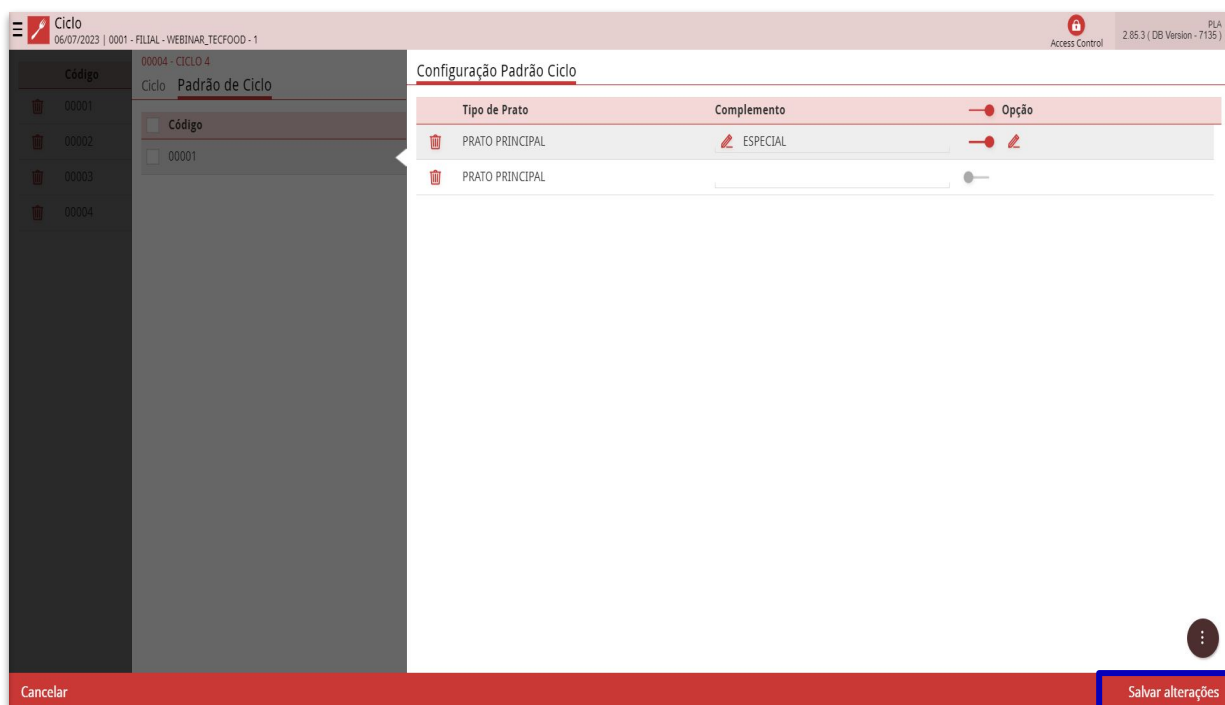 Ciclo
06/07/2023 | 0001 - FILIAL - WEBINAR_TECFOOD - 1
Access Control
PLA
2.85.3 ( DB Version - 7135 )
Código
00001
00002
00003
00004
00004 - CICLO 4
Ciclo Padrão de Ciclo
Código
00001
Configuração Padrão Ciclo
Tipo de Prato Complemento Opção
PRATO PRINCIPAL ESPECIAL
PRATO PRINCIPAL
Cancelar
Salvar alterações